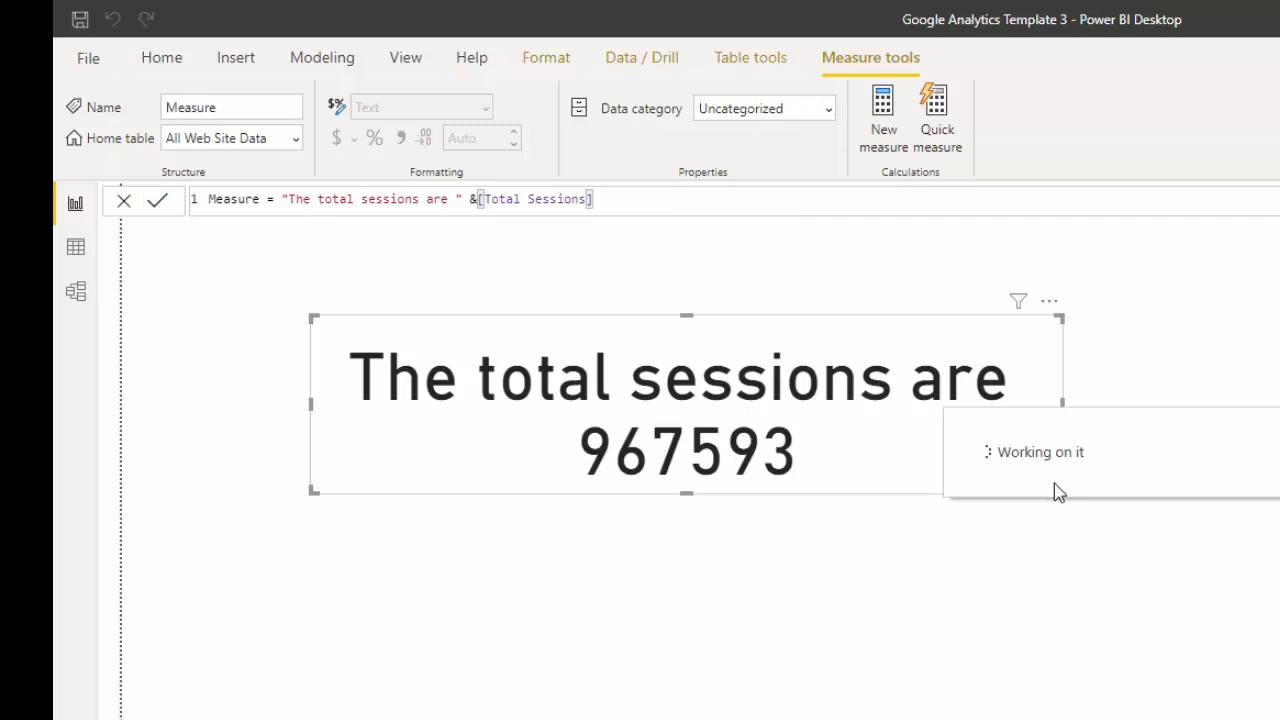 Google Analytics Template 3 - Power BI Desktop
File Home Insert Modeling View Help Format Data / Drill Table tools Measure tools
Name Measure
$% Text
Data category Uncategorized
New measure
Quick measure
Home table All Web Site Data
$ % 9 .00 Auto
Structure Formatting Properties Calculations
1 Measure = "The total sessions are " &[Total Sessions]
The total sessions are
967593
Working on it